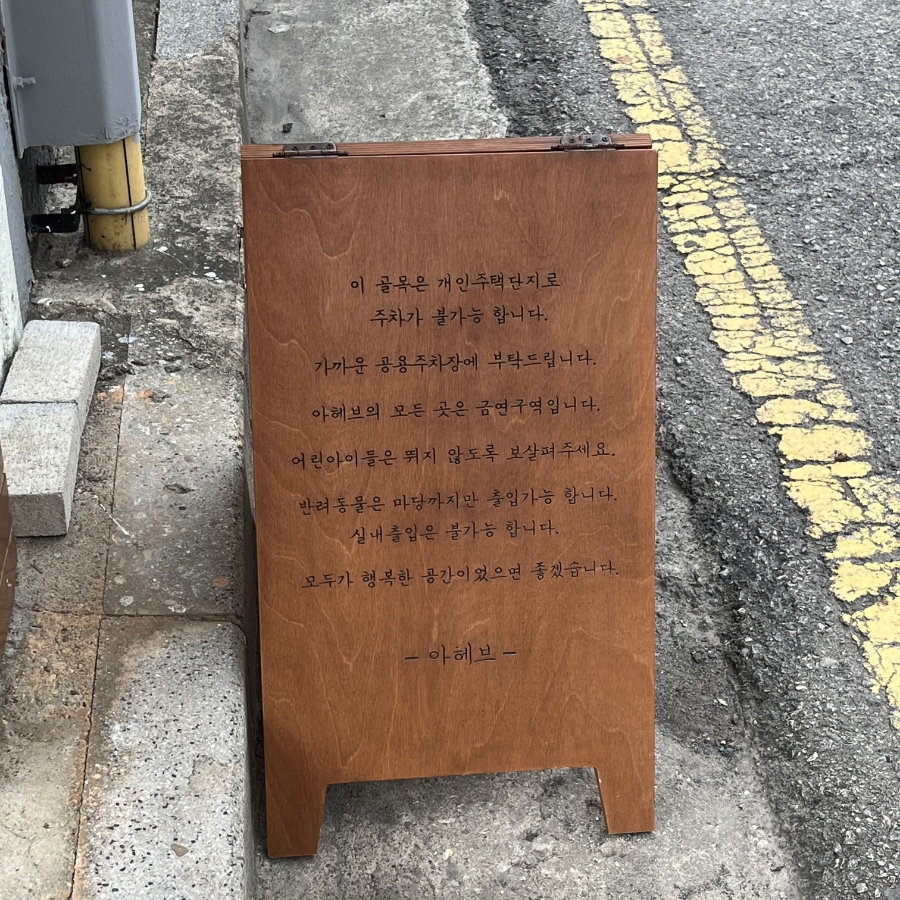 이 골목은 개인주택단지로
주차가 불가능 합니다.
가까운 공용주차장에 부탁드립니다.
아헤브의 모든 곳은 금연구역입니다.
어린아이들은 뛰지 않도록 보살펴주세요.
반려동물은 마당까지만 출입가능 합니다.
실내출입은 불가능 합니다.
모두가 행복한 공간이었으면 좋겠습니다.
- 아헤브 -